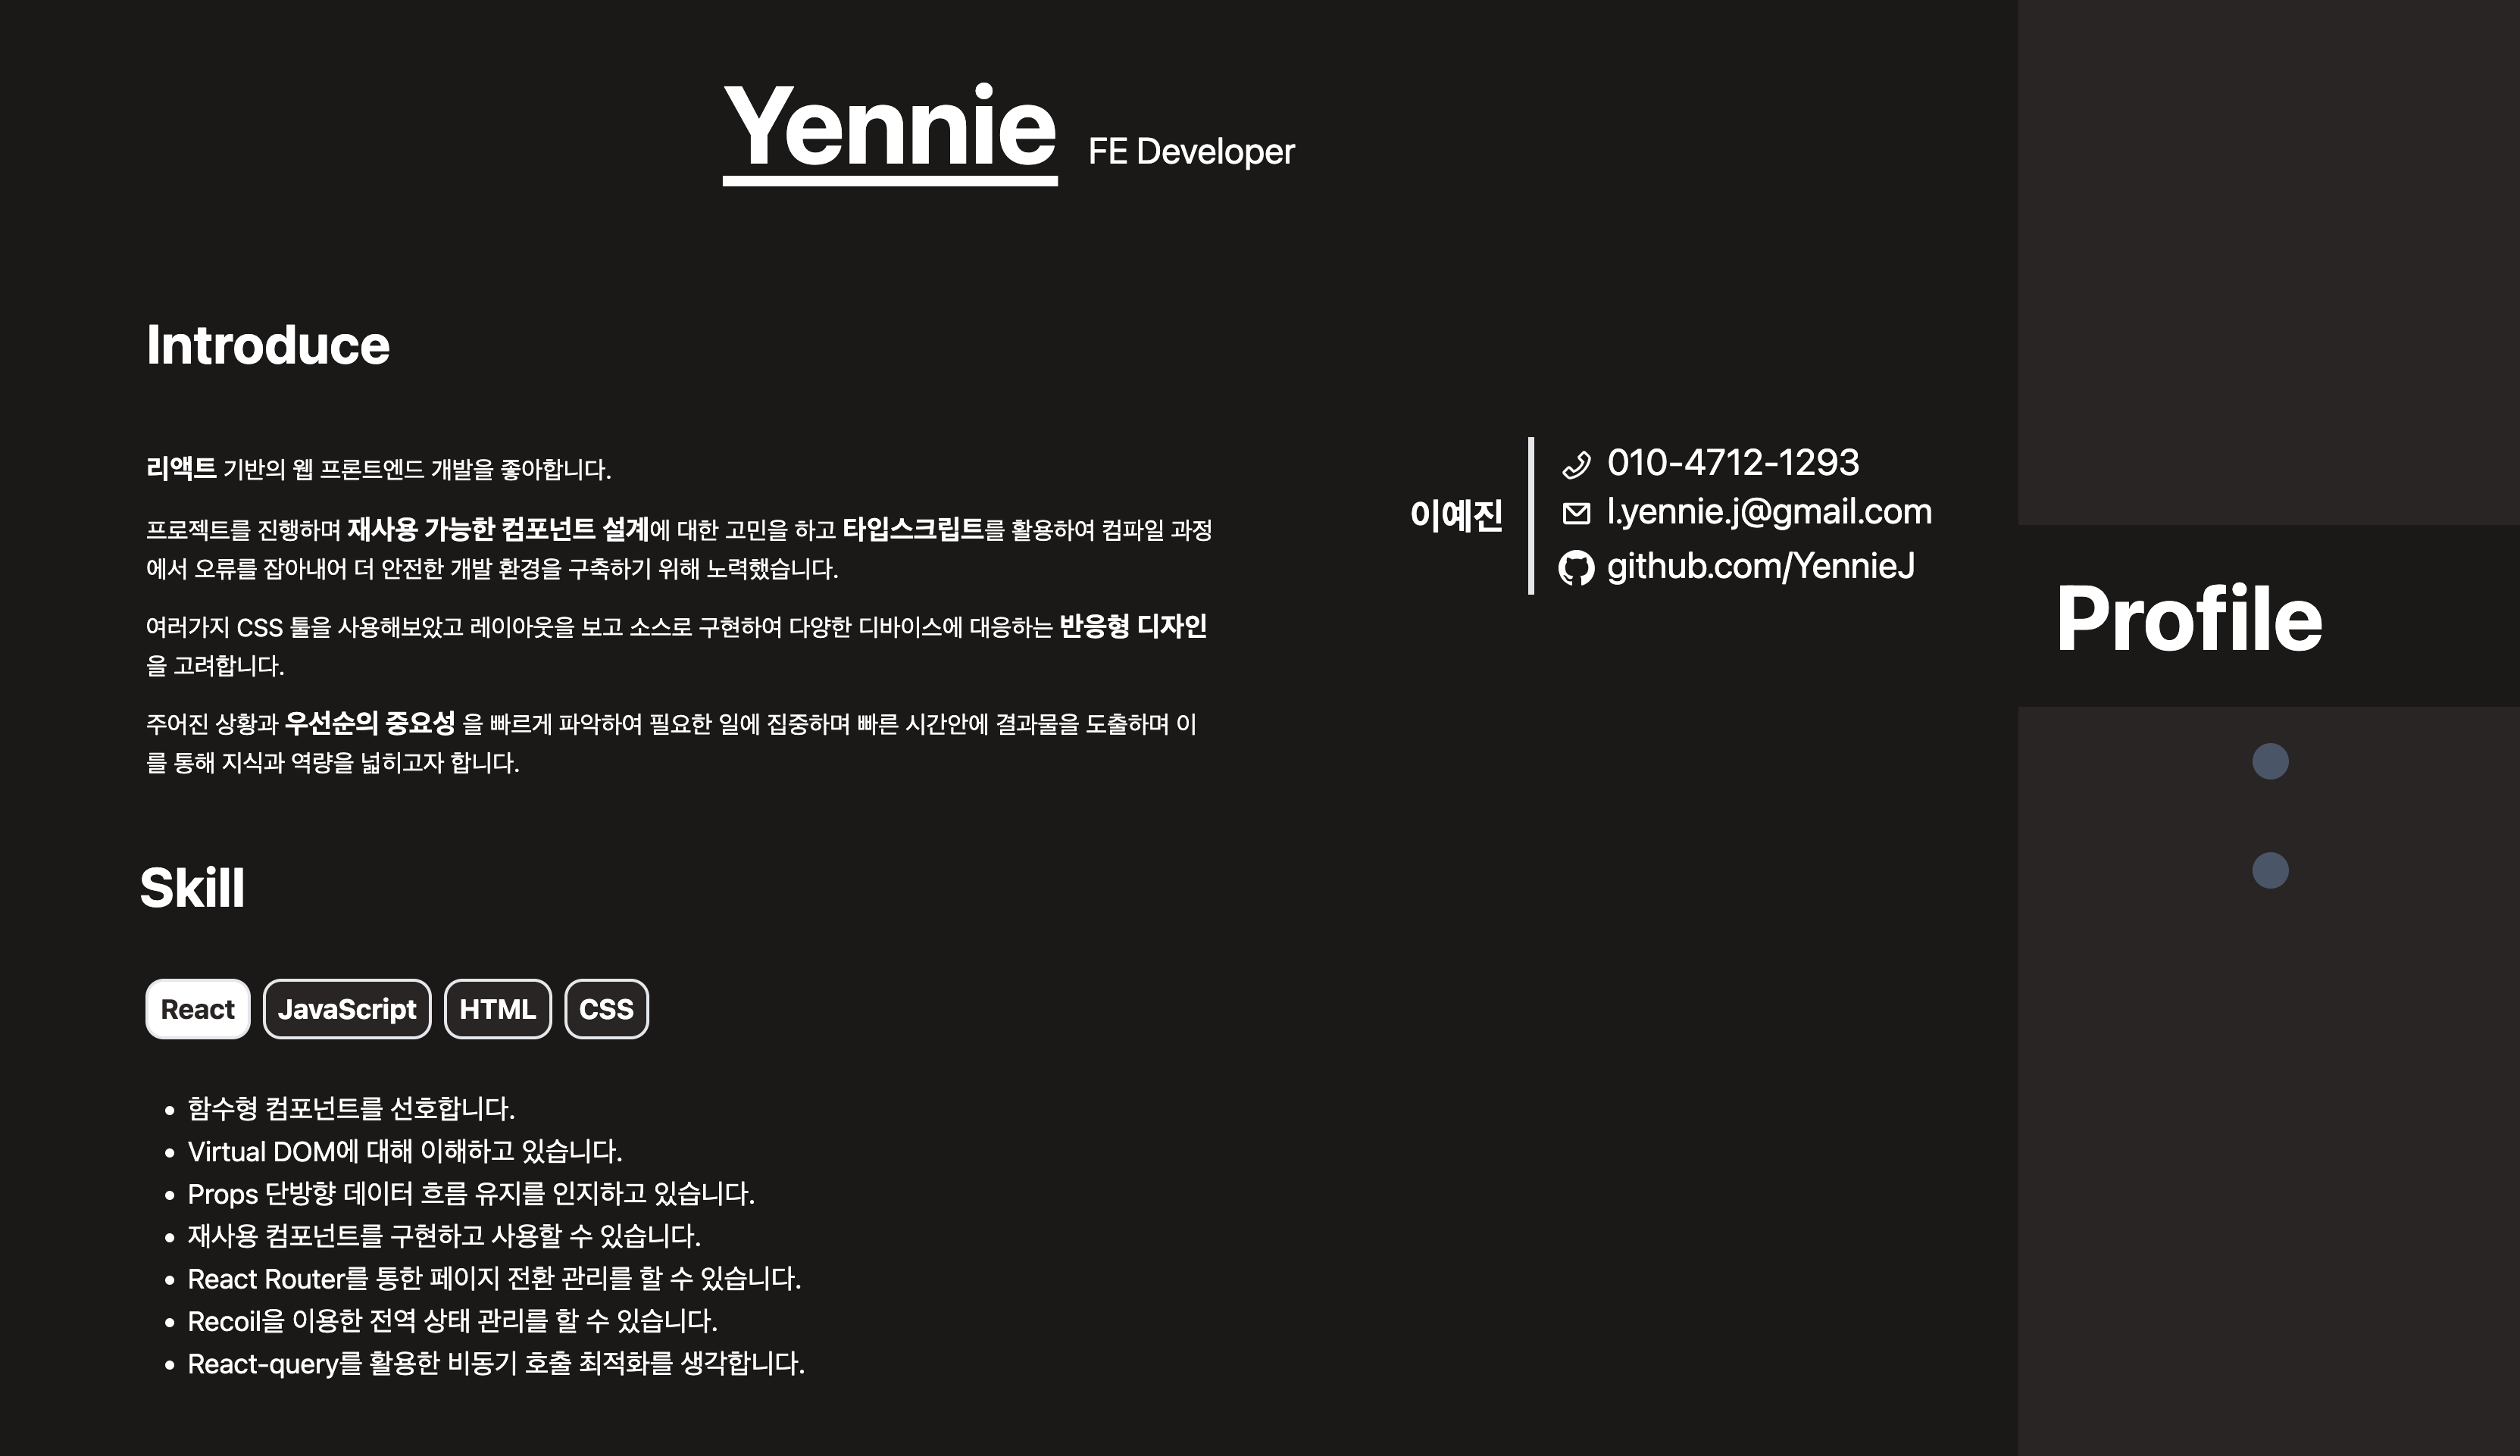 Yennie FE Developer
Introduce
리액트 기반의 웹 프론트엔드 개발을 좋아합니다.
프로젝트를 진행하며 재사용 가능한 컴포넌트 설계에 대한 고민을 하고 타입스크립트를 활용하여 컴파일 과정
에서 오류를 잡아내어 더 안전한 개발 환경을 구축하기 위해 노력했습니다.
여러가지 CSS 툴을 사용해보았고 레이아웃을 보고 소스로 구현하여 다양한 디바이스에 대응하는 반응형 디자인
을 고려합니다.
주어진 상황과 우선순의 중요성 을 빠르게 파악하여 필요한 일에 집중하며 빠른 시간안에 결과물을 도출하며 이
를 통해 지식과 역량을 넓히고자 합니다.
이예진
010-4712-1293
l.yennie.j@gmail.com
github.com/YennieJ
Profile
Skill
React JavaScript HTML CSS
• 함수형 컴포넌트를 선호합니다.
• Virtual DOM에 대해 이해하고 있습니다.
• Props 단방향 데이터 흐름 유지를 인지하고 있습니다.
• 재사용 컴포넌트를 구현하고 사용할 수 있습니다.
• React Router를 통한 페이지 전환 관리를 할 수 있습니다.
• Recoil을 이용한 전역 상태 관리를 할 수 있습니다.
• React-query를 활용한 비동기 호출 최적화를 생각합니다.